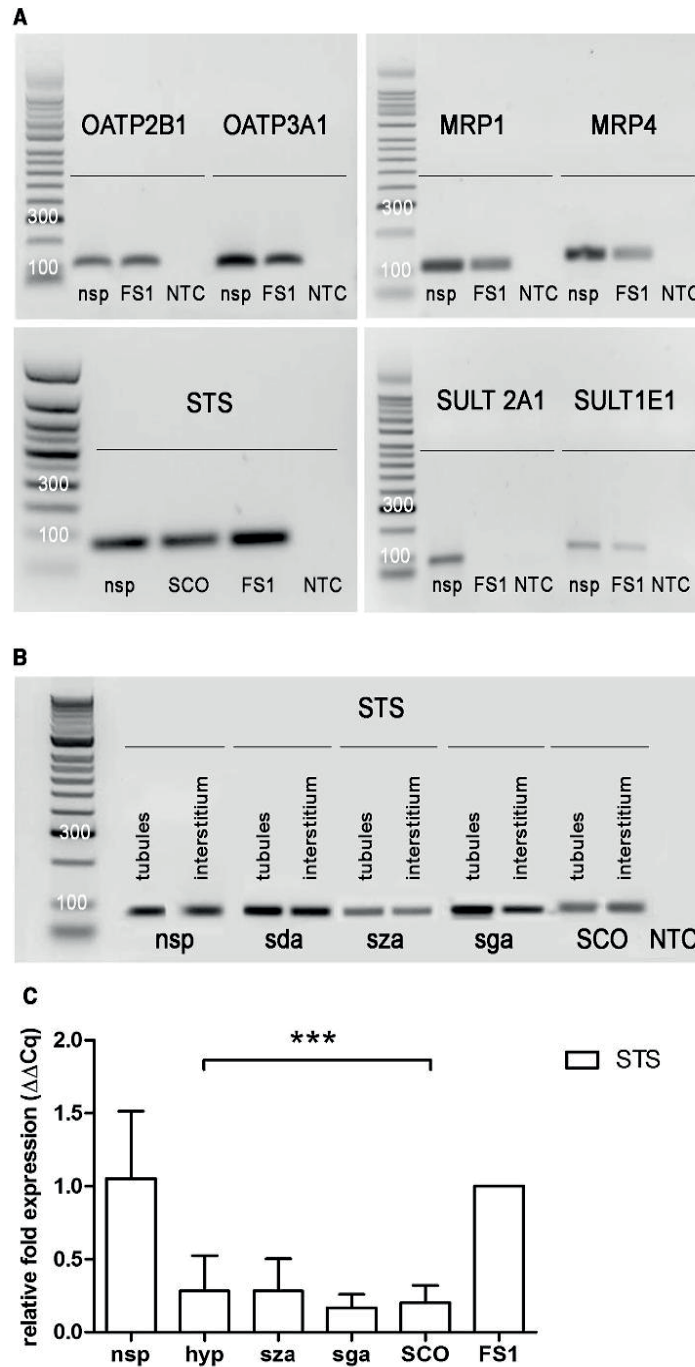 A
OATP2B1 OATP3A1
300
100
nsp FS1 NTC nsp FS1 NTC
MRP1 MRP4
300
100
nsp FS1 NTC nsp FS1 NTC
STS
300
100
nsp SCO FS1 NTC
SULT 2A1 SULT1E1
300
100
nsp FS1 NTC nsp FS1 NTC
B
STS
300
100
tubules interstitium tubules interstitium tubules interstitium tubules interstitium tubules interstitium
nsp sda sza sga SCO NTC
C
relative fold expression (ΔΔCq)
2.0
1.5
1.0
0.5
0.0
***
STS
nsp hyp sza sga SCO FS1